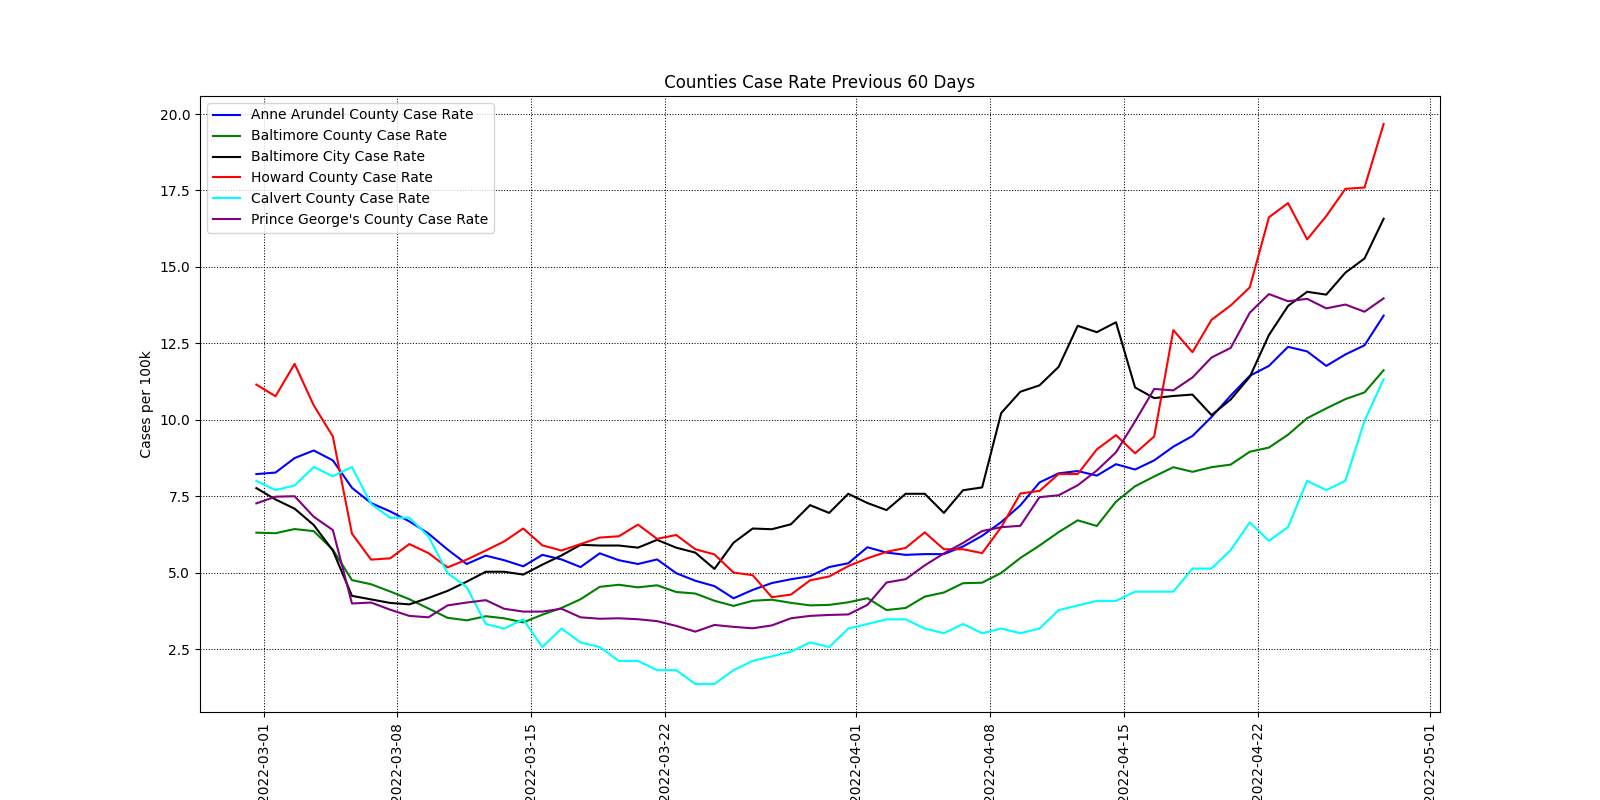 Counties Case Rate Previous 60 Days
Anne Arundel County Case Rate
Baltimore County Case Rate
Baltimore City Case Rate
Howard County Case Rate
Calvert County Case Rate
Prince George's County Case Rate
Cases per 100k
20.0
17.5
15.0
12.5
10.0
7.5
5.0
2.5
2022-03-01
2022-03-08
2022-03-15
2022-03-22
2022-04-01
2022-04-08
2022-04-15
2022-04-22
2022-05-01